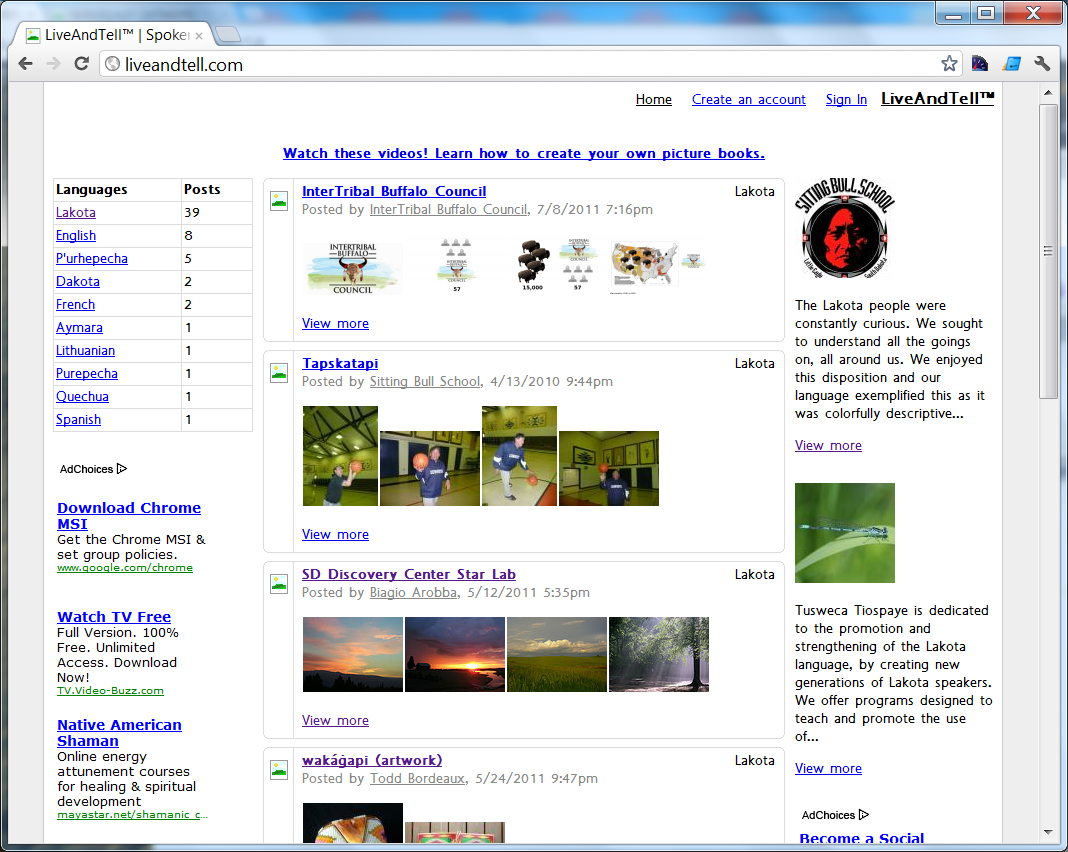 LiveAndTell™ | Spoken
liveandtell.com
Home Create an account Sign In LiveAndTell™
Watch these videos! Learn how to create your own picture books.
Languages Posts
Lakota 39
English 8
P'urhepecha 5
Dakota 2
French 2
Aymara 1
Lithuanian 1
Purepecha 1
Quechua 1
Spanish 1
AdChoices
Download Chrome
MSI
Get the Chrome MSI &
set group policies.
www.google.com/chrome
Watch TV Free
Full Version. 100%
Free. Unlimited
Access. Download
Now!
TV.Video-Buzz.com
Native American
Shaman
Online energy
attunement courses
for healing & spiritual
development
mayastar.net/shamanic_c...
InterTribal Buffalo Council Lakota
Posted by InterTribal Buffalo Council, 7/8/2011 7:16pm
INTERTRIBAL
BUFFALO
COUNCIL
57
15,000
57
View more
Tapskatapi Lakota
Posted by Sitting Bull School, 4/13/2010 9:44pm
View more
SD Discovery Center Star Lab Lakota
Posted by Biagio Arobba, 5/12/2011 5:35pm
View more
wakáğapi (artwork) Lakota
Posted by Todd Bordeaux, 5/24/2011 9:47pm
SITTING BULL SCHOOL
Little Eagle South Dakota
The Lakota people were
constantly curious. We sought
to understand all the goings
on, all around us. We enjoyed
this disposition and our
language exemplified this as it
was colorfully descriptive...
View more
Tusweca Tiospaye is dedicated
to the promotion and
strengthening of the Lakota
language, by creating new
generations of Lakota speakers.
We offer programs designed to
teach and promote the use
of...
View more
AdChoices
Become a Social